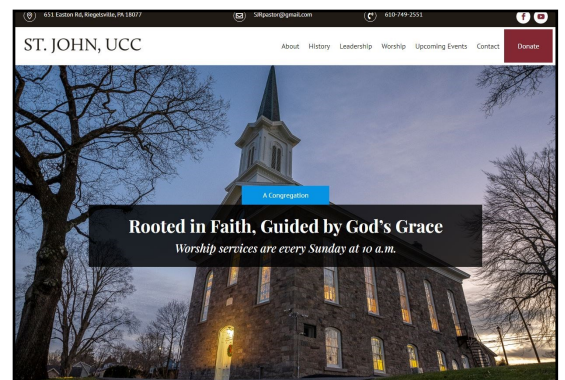 651 Easton Rd, Riegelsville, PA 18077
SJRpastor@gmail.com
610-749-2551
ST. JOHN, UCC
About History Leadership Worship Upcoming Events Contact Donate
A Congregation
Rooted in Faith, Guided by God's Grace
Worship services are every Sunday at 10 a.m.